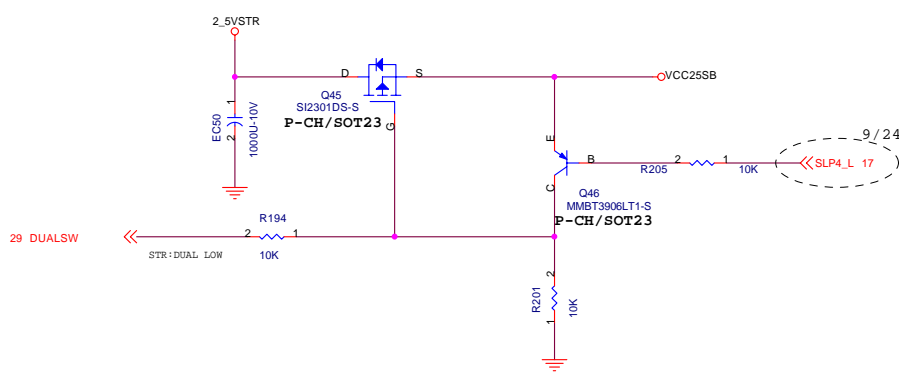 2_5VSTR
D
S
VCC25SB
Q45
SI2301DS-S
P-CH/SOT23
G
1
EC50
1000U-10V
2
9/24
E
B
2
R205
1
10K
SLP4_L 17
C
Q46
MMBT3906LT1-S
P-CH/SOT23
R194
29 DUALSW
2
1
STR:DUAL LOW
10K
2
R201
10K
1